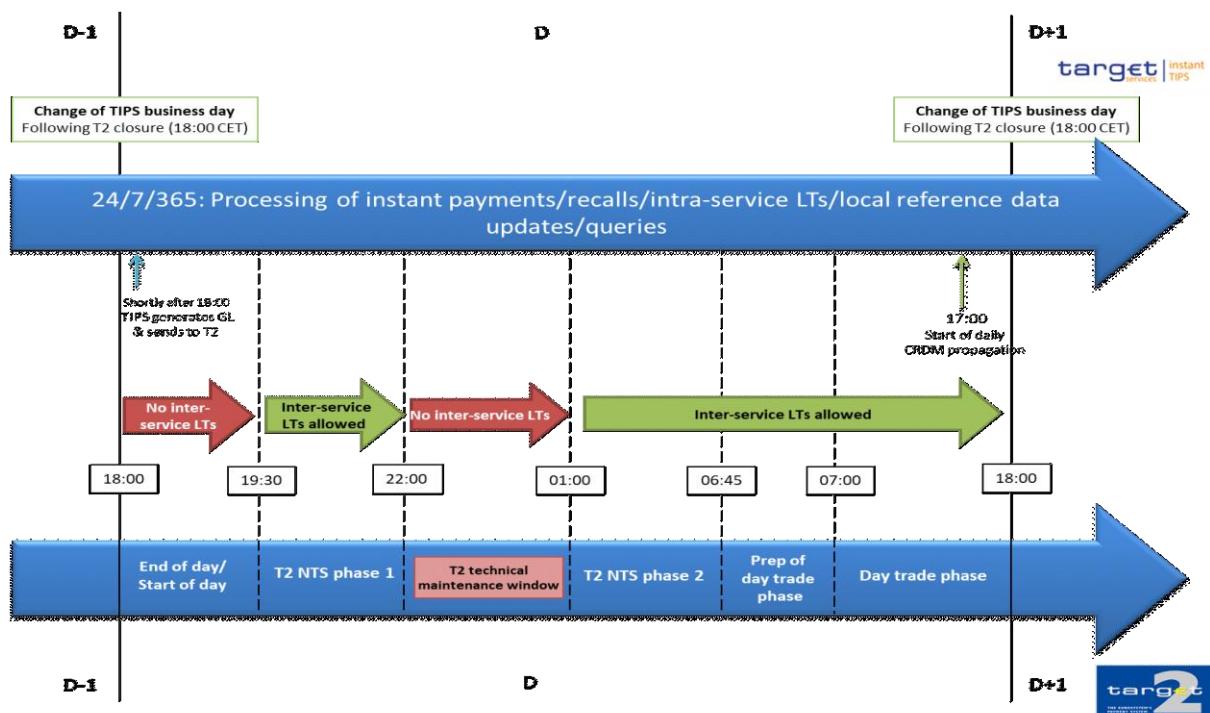 D-1
D
D+1
target
services
instant
TIPS
Change of TIPS business day
Following T2 closure (18:00 CET)
Change of TIPS business day
Following T2 closure (18:00 CET)
24/7/365: Processing of instant payments/recalls/intra-service LTs/local reference data
updates/queries
Shortly after 18:00
TIPS generates GL
& sends to T2
17:00
Start of daily
CRDM propagation
No inter-
service LTs
Inter-service
LTs allowed
No inter-service LTs
Inter-service LTs allowed
18:00
19:30
22:00
01:00
06:45
07:00
18:00
End of day/
Start of day
T2 NTS phase 1
T2 technical
maintenance window
T2 NTS phase 2
Prep of
day trade
phase
Day trade phase
D-1
D
D+1
target
2